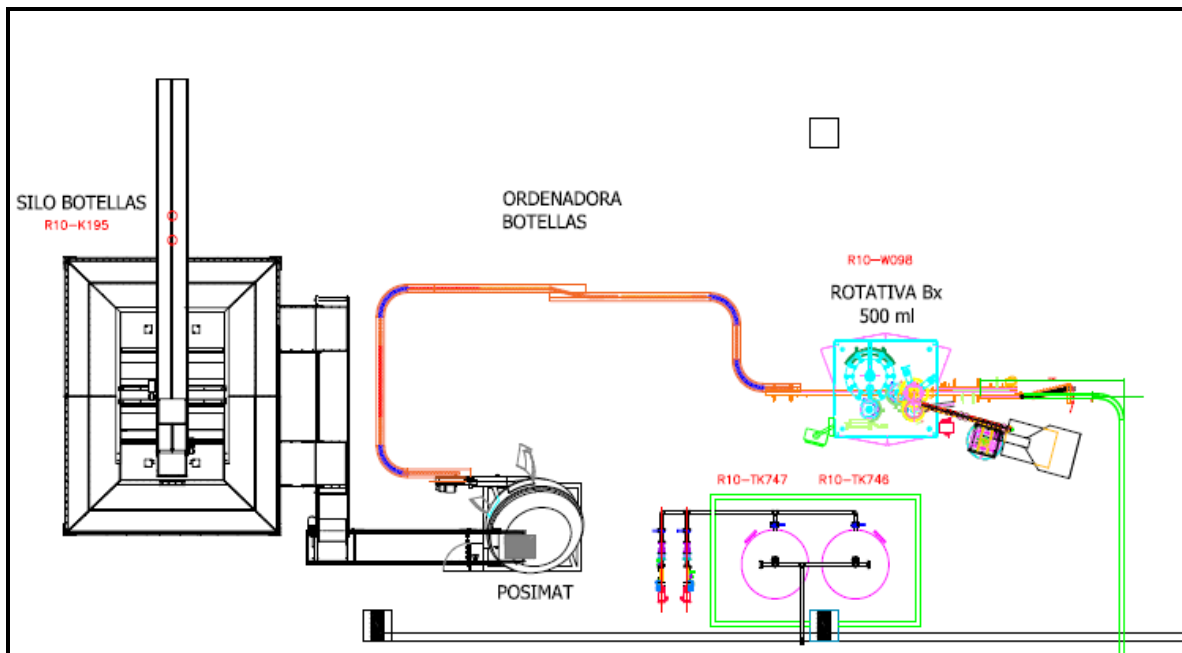 SILO BOTELLAS
R10-K195
ORDENADORA
BOTELLAS
R10-W098
ROTATIVA Bx
500 ml
R10-TK747
R10-TK746
POSIMAT